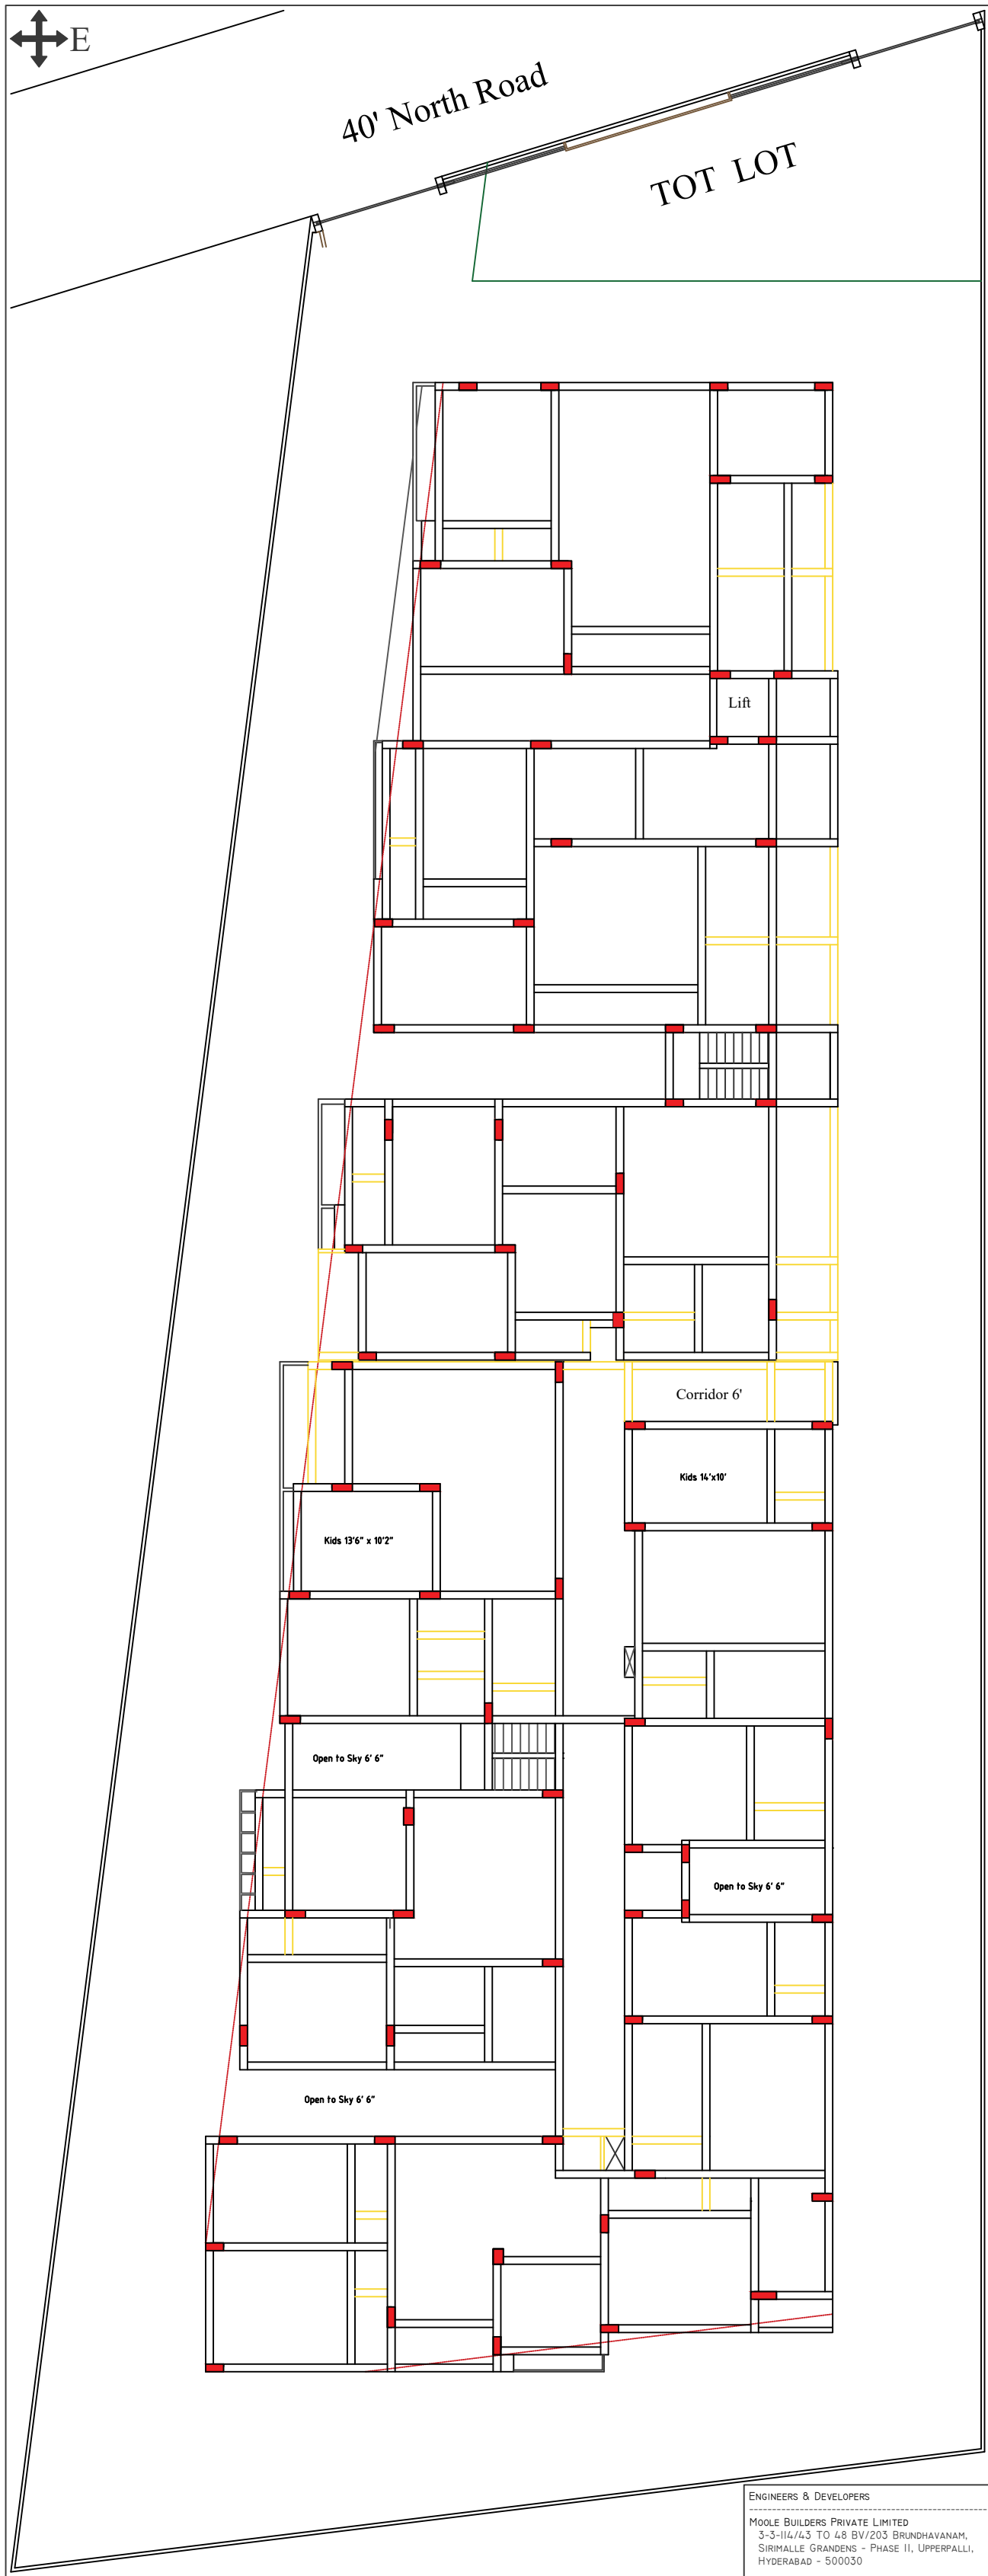 E
40' North Road
TOT LOT
Lift
Corridor 6'
Kids 14'x10'
Kids 13'6" x 10'2"
Open to Sky 6' 6"
Open to Sky 6' 6"
Open to Sky 6' 6"
ENGINEERS & DEVELOPERS
MOOLE BUILDERS PRIVATE LIMITED
3-3-114/43 TO 48 BV/203 BRUNDHAVANAM,
SIRIMALLE GRANDENS - PHASE II, UPPERPALLI,
HYDERABAD - 500030